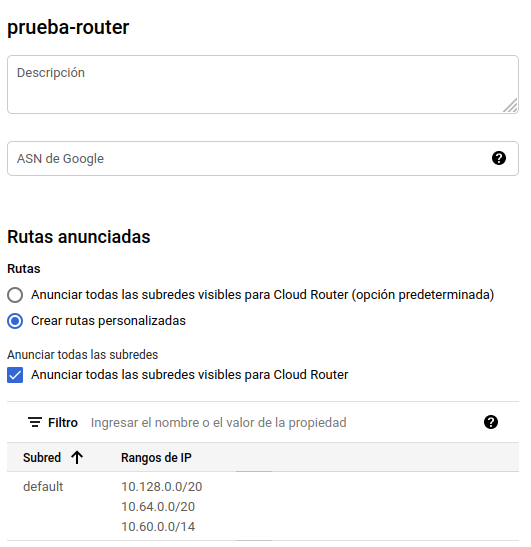 prueba-router
Descripción
ASN de Google
Rutas anunciadas
Rutas
Anunciar todas las subredes visibles para Cloud Router (opción predeterminada)
Crear rutas personalizadas
Anunciar todas las subredes
Anunciar todas las subredes visibles para Cloud Router
Filtro Ingresar el nombre o el valor de la propiedad
Subred Rangos de IP
default 10.128.0.0/20
10.64.0.0/20
10.60.0.0/14